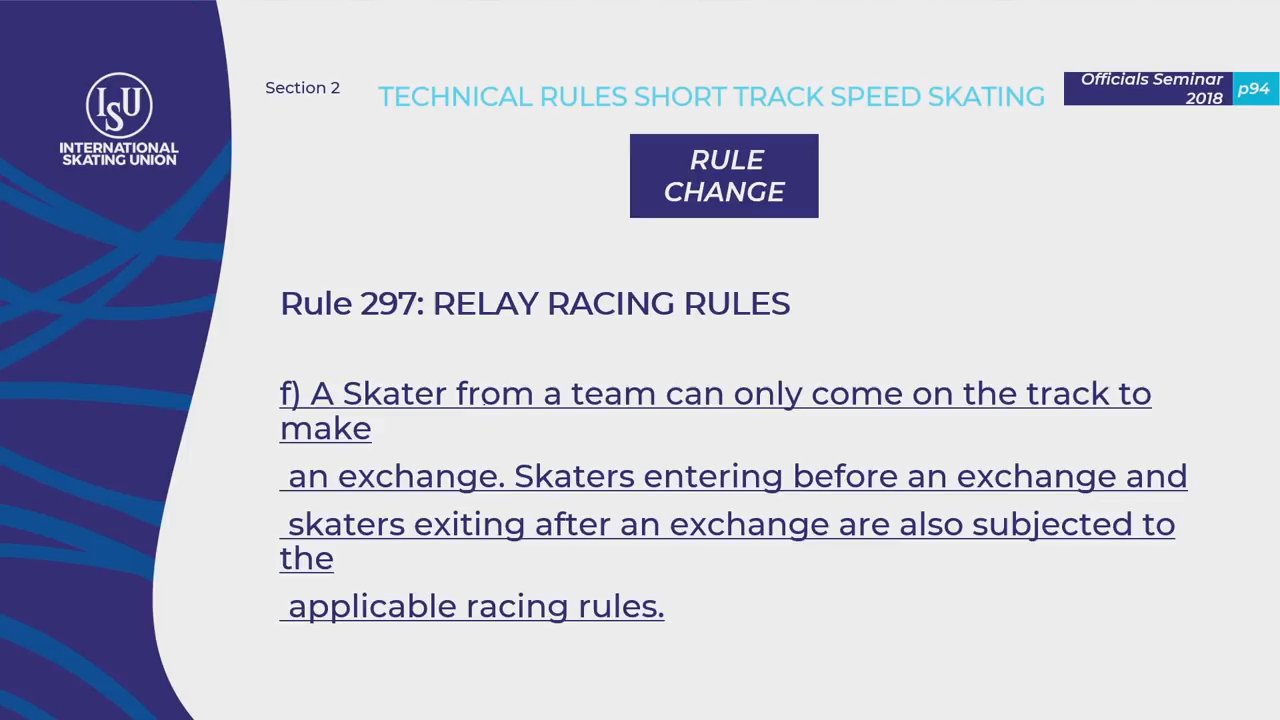 ISU
INTERNATIONAL
SKATING UNION
Section 2
TECHNICAL RULES SHORT TRACK SPEED SKATING
Officials Seminar
2018
p94
RULE
CHANGE
Rule 297: RELAY RACING RULES
f) A Skater from a team can only come on the track to
make
an exchange. Skaters entering before an exchange and
skaters exiting after an exchange are also subjected to
the
applicable racing rules.